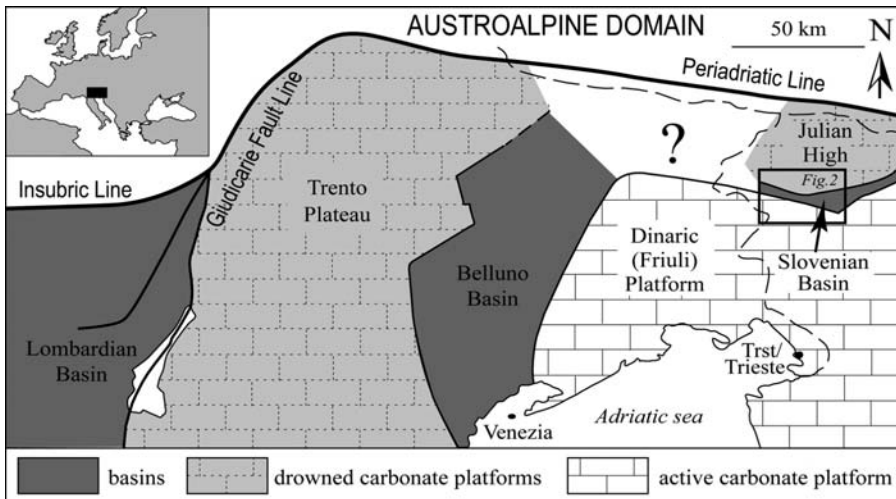 AUSTROALPINE DOMAIN
50 km
N
Periadriatic Line
Giudicarie Fault Line
Insubric Line
?
Julian
High
Fig.2
Trento
Plateau
Dinaric
(Friuli)
Platform
Slovenian
Basin
Belluno
Basin
Lombardian
Basin
Trst/
Trieste
Venezia
Adriatic sea
basins
drowned carbonate platforms
active carbonate platform